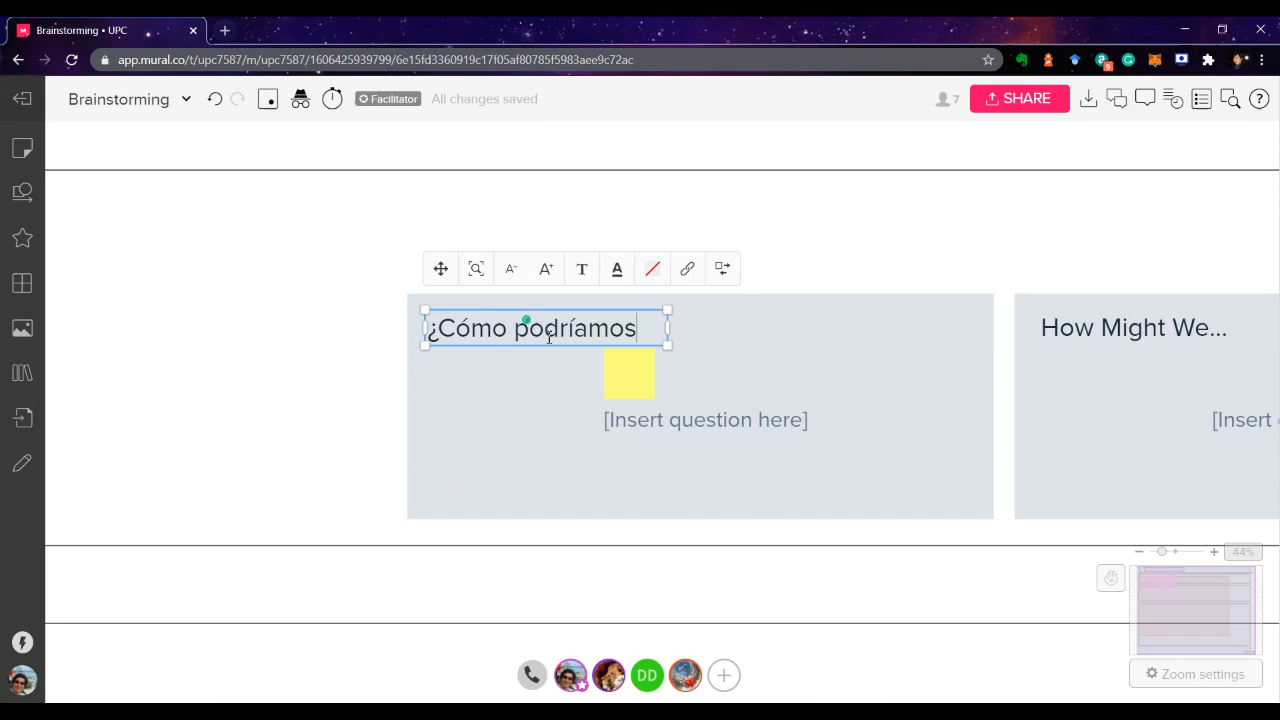 Brainstorming • UPC
app.mural.co/t/upc7587/m/upc7587/1606425939799/6e15fd3360919c17f05af80785f5983aee9c72ac
9
Brainstorming
Facilitator
All changes saved
7
SHARE
?
A-
A+
T
A
¿Cómo podríamos
How Might We...
[Insert question here]
[Insert
44%
Zoom settings
DD